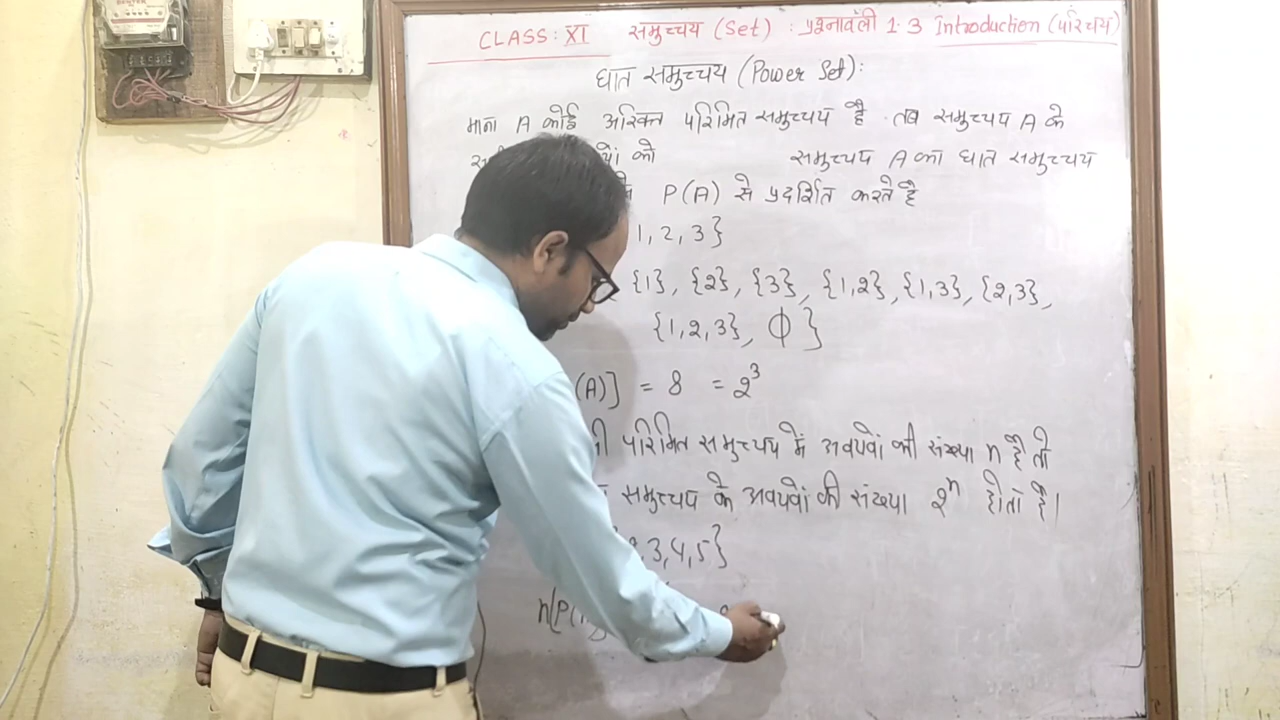 CLASS: XI समुच्चय (Set) : प्रश्नावली 1.3 Introduction (परिचय)
घात समुच्चय (Power Set):
माना A कोई अरिक्त परिमित समुच्चय है तब समुच्चय A के
को समुच्चय A का घात समुच्चय
P(A) से प्रदर्शित करते है
1, 2, 3}
{1}, {2}, {3}, {1,2}, {1,3}, {2,3},
{1,2,3}, ϕ }
(A)] = 8 = 2³
परिमित समुच्चय में अवयवों की संख्या n है तो
समुच्चय के अवयवों की संख्या 2ⁿ होता है।
,3,4,5}
n[P(